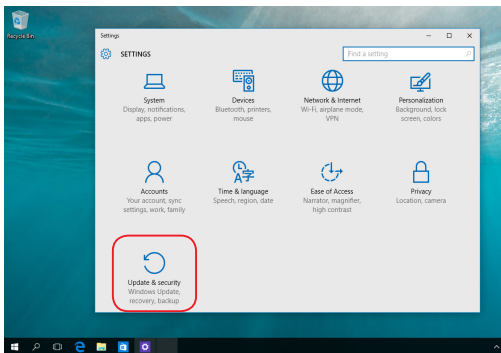 Recycle Bin
Settings
SETTINGS
Find a setting
System
Display, notifications,
apps, power
Devices
Bluetooth, printers,
mouse
Network & Internet
Wi-Fi, airplane mode,
VPN
Personalization
Background, lock
screen, colors
Accounts
Your account, sync
settings, work, family
Time & language
Speech, region, date
Ease of Access
Narrator, magnifier,
high contrast
Privacy
Location, camera
Update & security
Windows Update,
recovery, backup